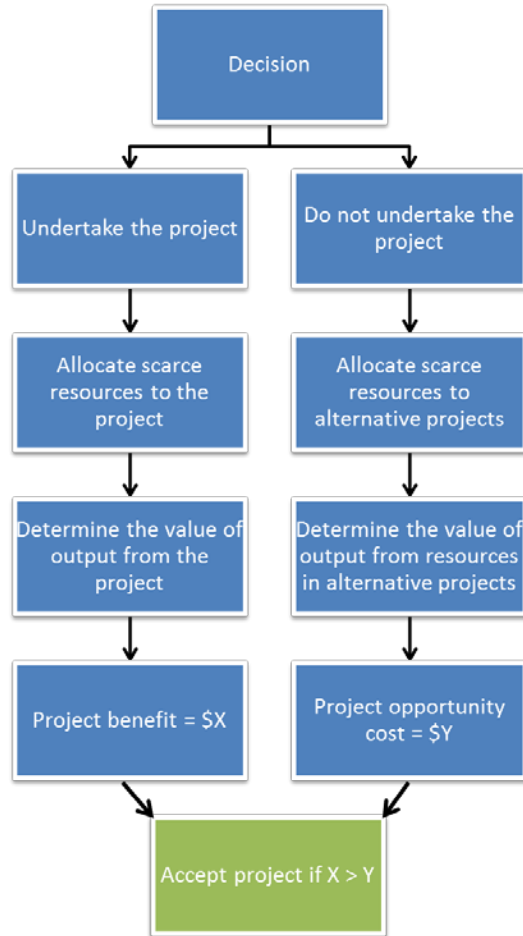 Decision
Undertake the project
Do not undertake the
project
Allocate scarce
resources to the
project
Allocate scarce
resources to
alternative projects
Determine the value of
output from the
project
Determine the value of
output from resources
in alternative projects
Project benefit = $X
Project opportunity
cost = $Y
Accept project if X > Y